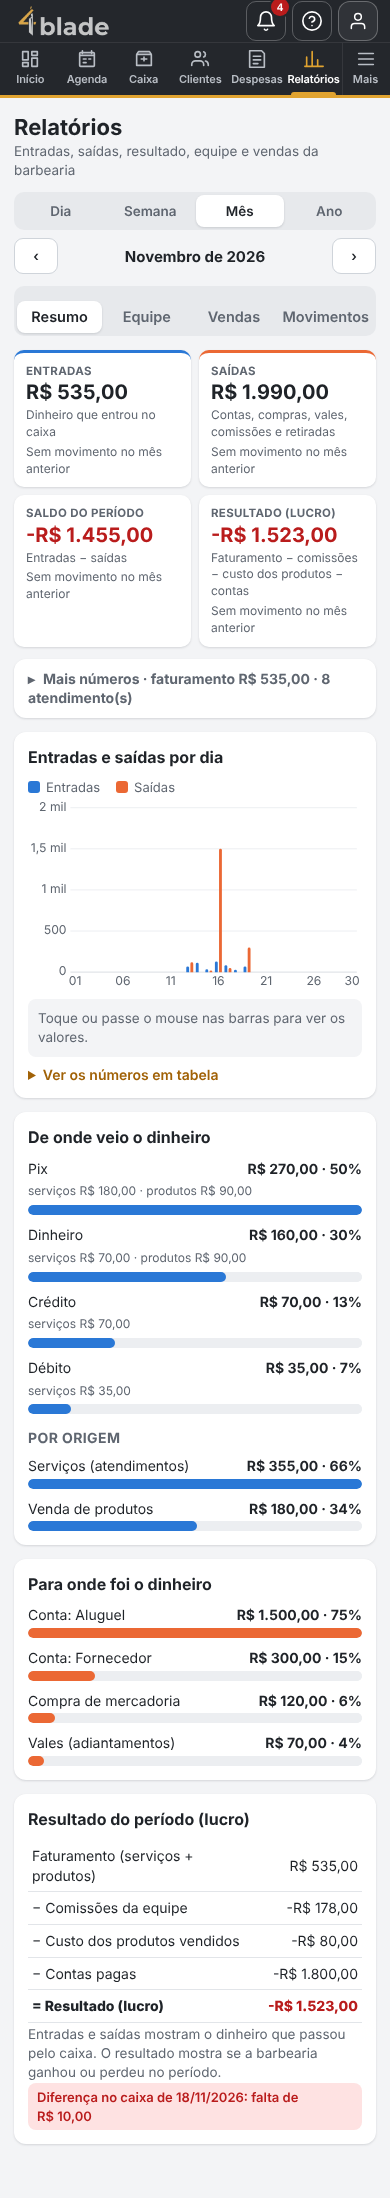 4blade
4
Início
Agenda
Caixa
Clientes
Despesas
Relatórios
Mais
Relatórios
Entradas, saídas, resultado, equipe e vendas da
barbearia
Dia
Semana
Mês
Ano
‹
Novembro de 2026
›
Resumo
Equipe
Vendas
Movimentos
ENTRADAS
R$ 535,00
Dinheiro que entrou no
caixa
Sem movimento no mês
anterior
SAÍDAS
R$ 1.990,00
Contas, compras, vales,
comissões e retiradas
Sem movimento no mês
anterior
SALDO DO PERÍODO
-R$ 1.455,00
Entradas − saídas
Sem movimento no mês
anterior
RESULTADO (LUCRO)
-R$ 1.523,00
Faturamento − comissões
− custo dos produtos −
contas
Sem movimento no mês
anterior
▸ Mais números · faturamento R$ 535,00 · 8
atendimento(s)
Entradas e saídas por dia
Entradas
Saídas
2 mil
1,5 mil
1 mil
500
0
01
06
11
16
21
26
30
Toque ou passe o mouse nas barras para ver os
valores.
▸ Ver os números em tabela
De onde veio o dinheiro
Pix R$ 270,00 · 50%
serviços R$ 180,00 · produtos R$ 90,00
Dinheiro R$ 160,00 · 30%
serviços R$ 70,00 · produtos R$ 90,00
Crédito R$ 70,00 · 13%
serviços R$ 70,00
Débito R$ 35,00 · 7%
serviços R$ 35,00
POR ORIGEM
Serviços (atendimentos) R$ 355,00 · 66%
Venda de produtos R$ 180,00 · 34%
Para onde foi o dinheiro
Conta: Aluguel R$ 1.500,00 · 75%
Conta: Fornecedor R$ 300,00 · 15%
Compra de mercadoria R$ 120,00 · 6%
Vales (adiantamentos) R$ 70,00 · 4%
Resultado do período (lucro)
Faturamento (serviços +
produtos)
R$ 535,00
− Comissões da equipe -R$ 178,00
− Custo dos produtos vendidos -R$ 80,00
− Contas pagas -R$ 1.800,00
= Resultado (lucro) -R$ 1.523,00
Entradas e saídas mostram o dinheiro que passou
pelo caixa. O resultado mostra se a barbearia
ganhou ou perdeu no período.
Diferença no caixa de 18/11/2026: falta de
R$ 10,00